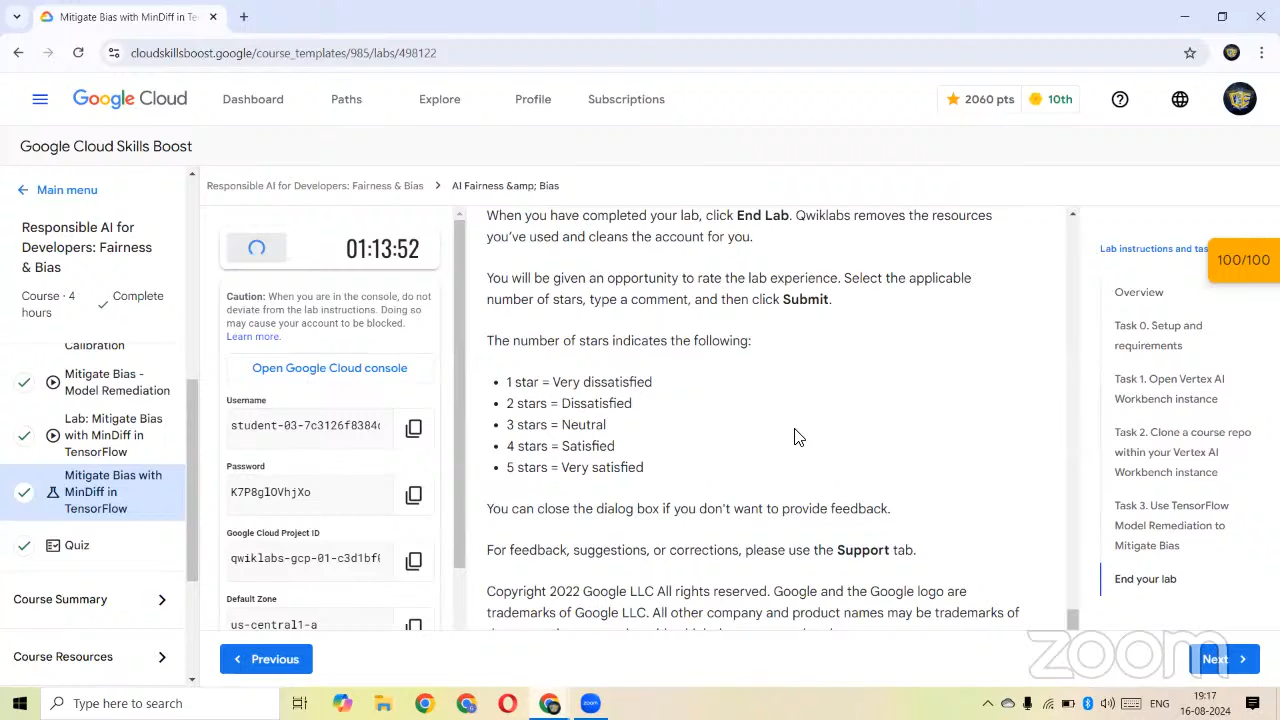 Mitigate Bias with MinDiff in Te
cloudskillsboost.google/course_templates/985/labs/498122
Google Cloud
Dashboard
Paths
Explore
Profile
Subscriptions
2060 pts
10th
Google Cloud Skills Boost
Main menu
Responsible AI for
Developers: Fairness
& Bias
Course · 4
hours
Complete
Calibration
Mitigate Bias -
Model Remediation
Lab: Mitigate Bias
with MinDiff in
TensorFlow
Mitigate Bias with
MinDiff in
TensorFlow
Quiz
Course Summary
Course Resources
Responsible AI for Developers: Fairness & Bias
AI Fairness &amp; Bias
01:13:52
Caution: When you are in the console, do not
deviate from the lab instructions. Doing so
may cause your account to be blocked.
Learn more.
Open Google Cloud console
Username
student-03-7c3126f8384d
Password
K7P8glOVhjXo
Google Cloud Project ID
qwiklabs-gcp-01-c3d1bf0
Default Zone
us-central1-a
Previous
When you have completed your lab, click End Lab. Qwiklabs removes the resources
you've used and cleans the account for you.
You will be given an opportunity to rate the lab experience. Select the applicable
number of stars, type a comment, and then click Submit.
The number of stars indicates the following:
• 1 star = Very dissatisfied
• 2 stars = Dissatisfied
• 3 stars = Neutral
• 4 stars = Satisfied
• 5 stars = Very satisfied
You can close the dialog box if you don't want to provide feedback.
For feedback, suggestions, or corrections, please use the Support tab.
Copyright 2022 Google LLC All rights reserved. Google and the Google logo are
trademarks of Google LLC. All other company and product names may be trademarks of
Lab instructions and tas
100/100
Overview
Task 0. Setup and
requirements
Task 1. Open Vertex AI
Workbench instance
Task 2. Clone a course repo
within your Vertex AI
Workbench instance
Task 3. Use TensorFlow
Model Remediation to
Mitigate Bias
End your lab
zoom
Next
Type here to search
zoom
ENG
19:17
16-08-2024